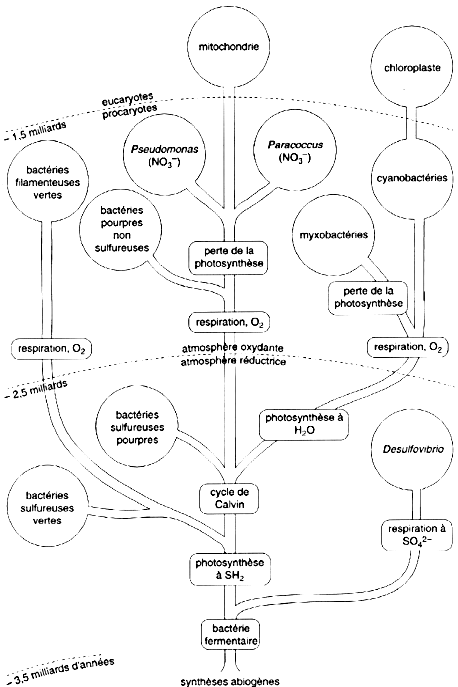 mitochondrie
chloroplaste
eucaryotes
procaryotes
– 1,5 milliards
Pseudomonas
(NO₃⁻)
Paracoccus
(NO₃⁻)
bactéries
filamenteuses
vertes
cyanobactéries
bactéries
pourpres
non
sulfureuses
myxobactéries
perte de la
photosynthèse
perte de la
photosynthèse
respiration, O₂
respiration, O₂
respiration, O₂
atmosphère oxydante
atmosphère réductrice
– 2,5 milliards
bactéries
sulfureuses
pourpres
photosynthèse à
H₂O
Desulfovibrio
bactéries
sulfureuses
vertes
cycle de
Calvin
respiration à
SO₄²⁻
photosynthèse
à SH₂
bactérie
fermentaire
– 3,5 milliards d'années
synthèses abiogènes